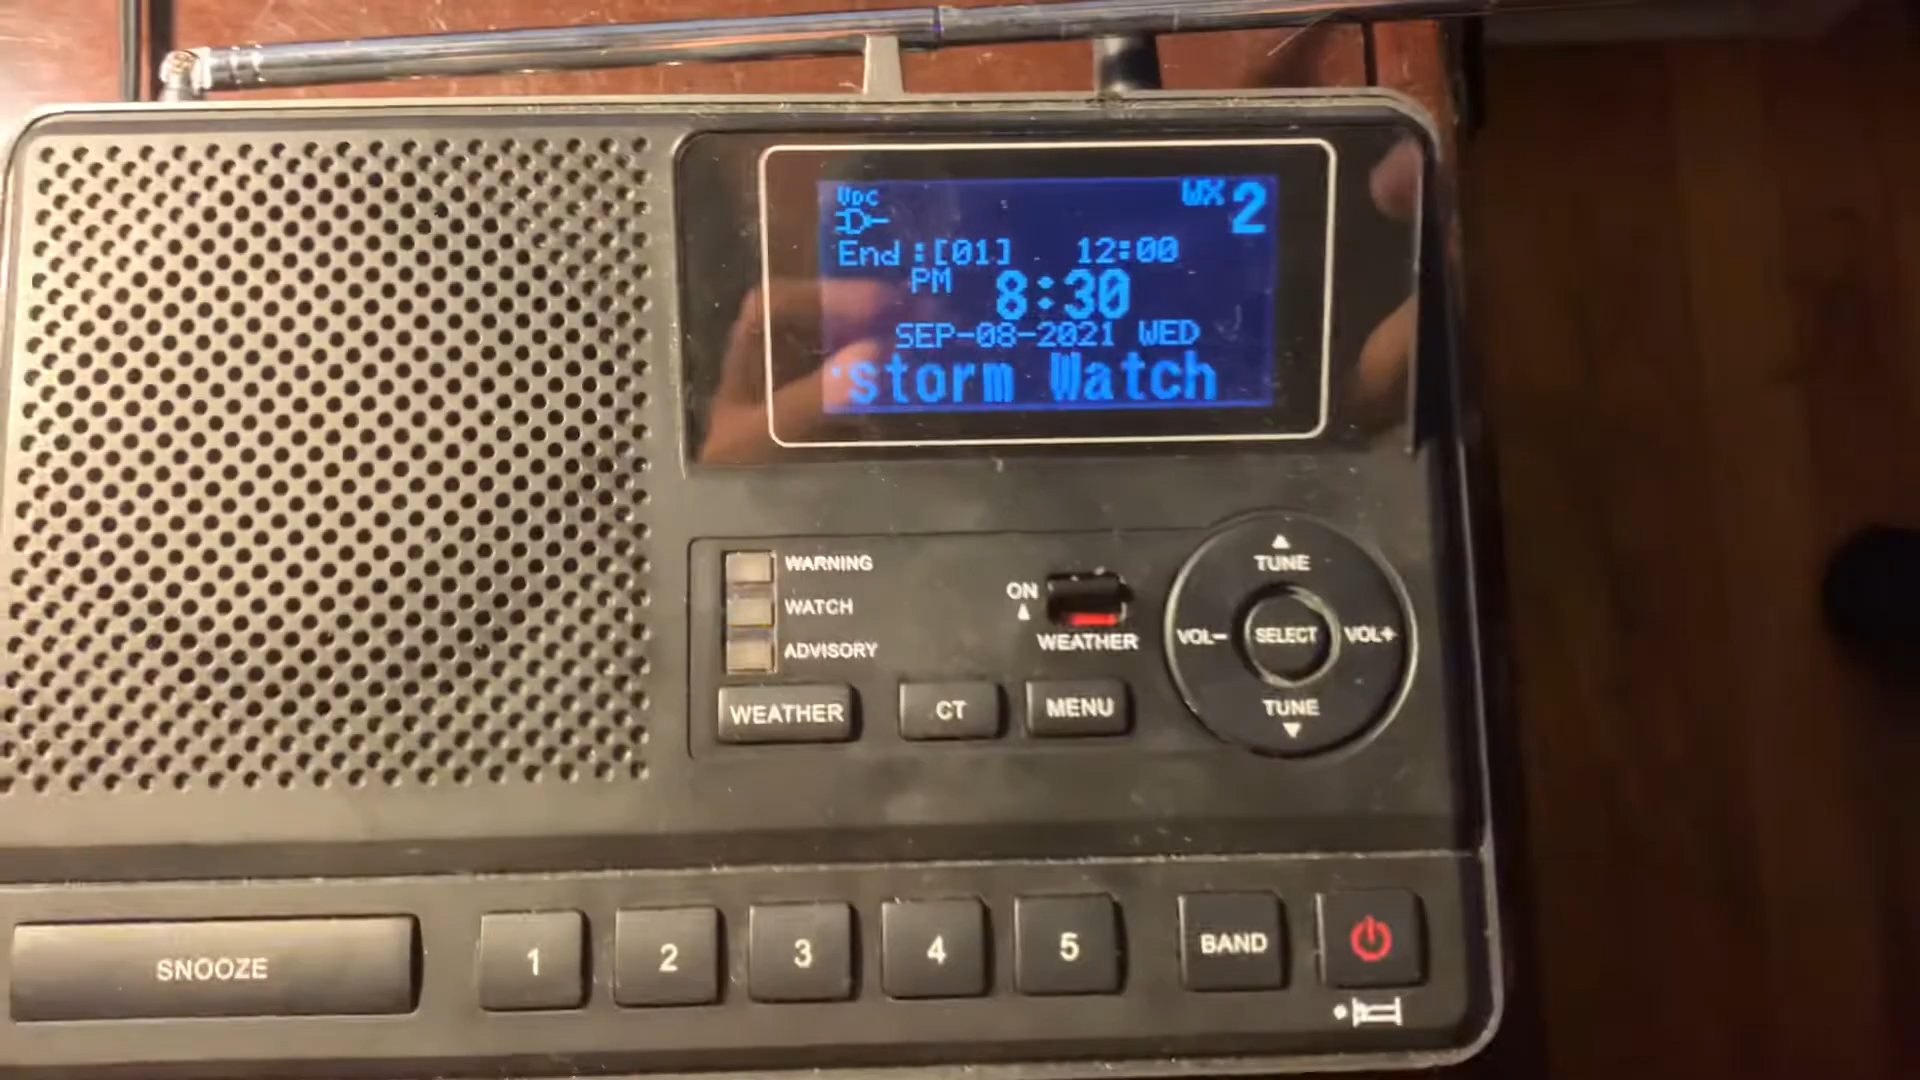 VDC
WX 2
End :[01] 12:00
PM 8:30
SEP-08-2021 WED
storm Watch
WARNING
WATCH
ADVISORY
ON
WEATHER
WEATHER
CT
MENU
TUNE
VOL-
SELECT
VOL+
TUNE
SNOOZE
1
2
3
4
5
BAND